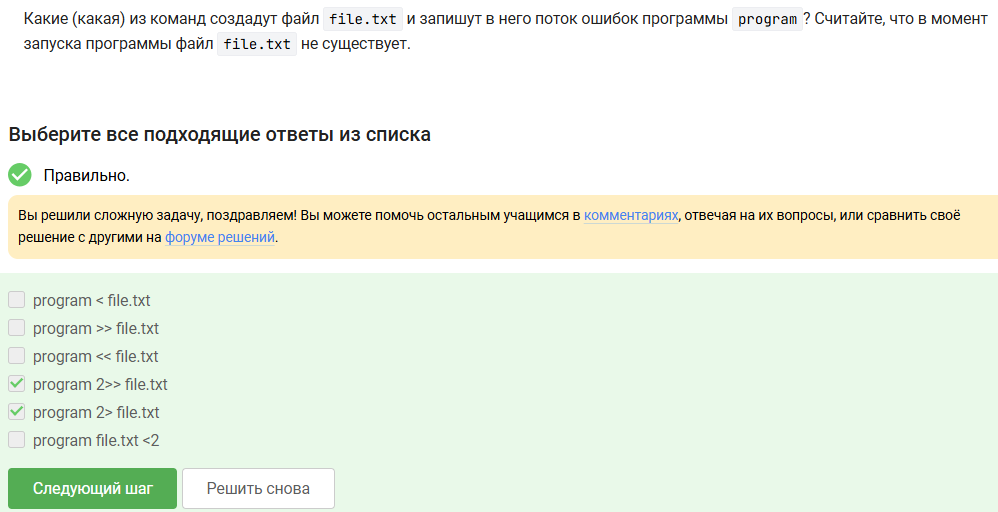 Какие (какая) из команд создадут файл file.txt и запишут в него поток ошибок программы program? Считайте, что в момент
запуска программы файл file.txt не существует.
Выберите все подходящие ответы из списка
Правильно.
Вы решили сложную задачу, поздравляем! Вы можете помочь остальным учащимся в комментариях, отвечая на их вопросы, или сравнить своё
решение с другими на форуме решений.
program < file.txt
program >> file.txt
program << file.txt
program 2>> file.txt
program 2> file.txt
program file.txt <2
Следующий шаг Решить снова